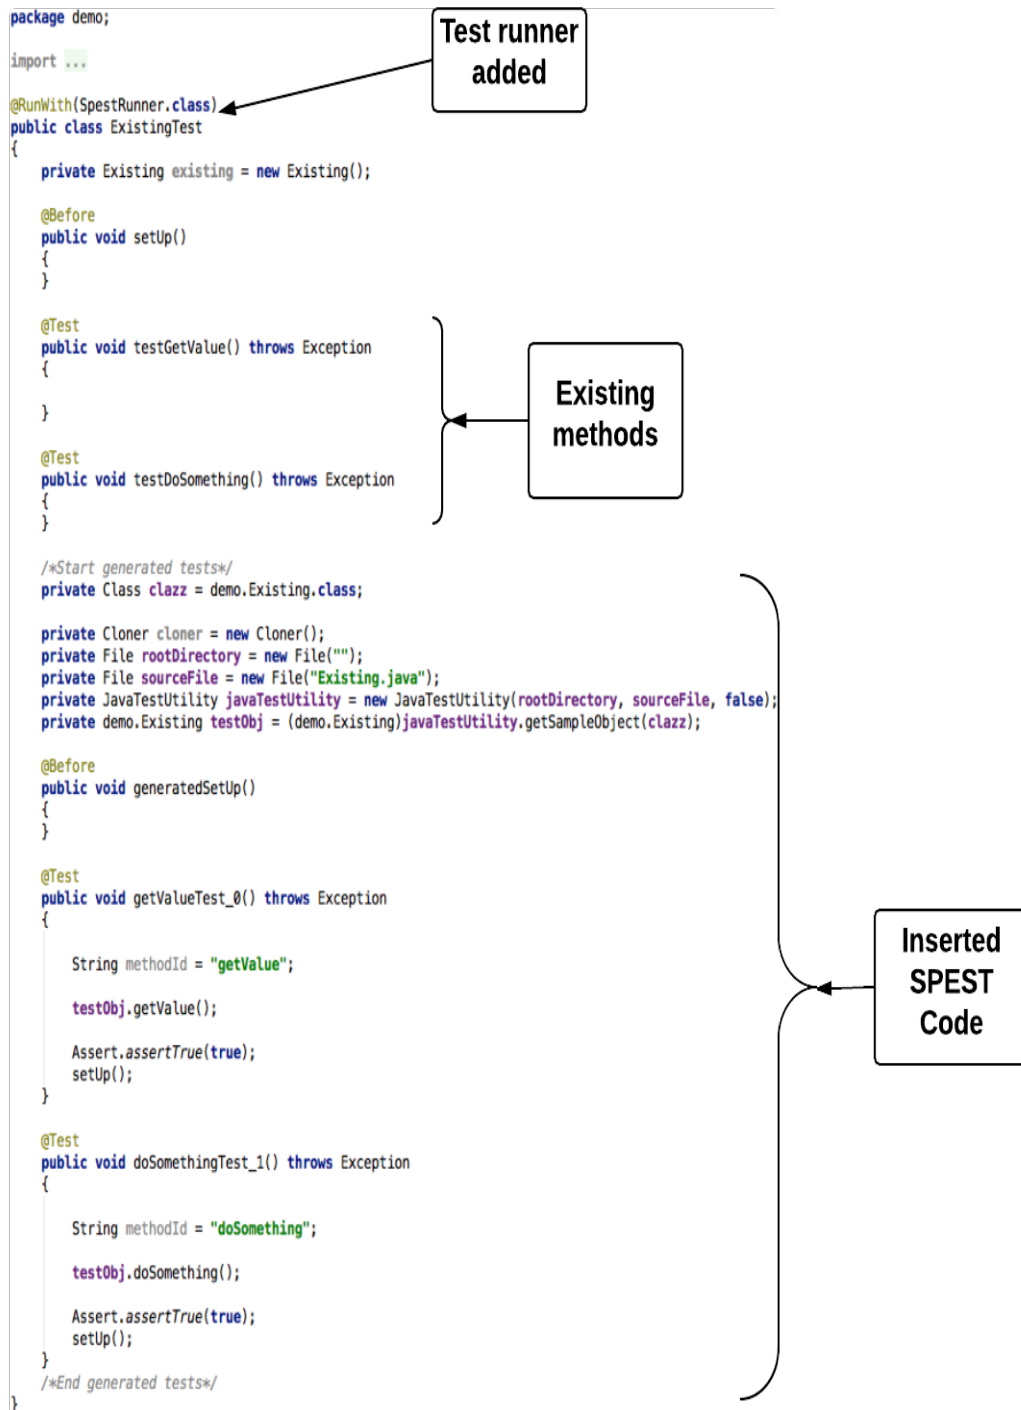 package demo;
import ...
@RunWith(SpestRunner.class)
public class ExistingTest
{
private Existing existing = new Existing();
@Before
public void setUp()
{
}
@Test
public void testGetValue() throws Exception
{
}
@Test
public void testDoSomething() throws Exception
{
}
/*Start generated tests*/
private Class clazz = demo.Existing.class;
private Cloner cloner = new Cloner();
private File rootDirectory = new File("");
private File sourceFile = new File("Existing.java");
private JavaTestUtility javaTestUtility = new JavaTestUtility(rootDirectory, sourceFile, false);
private demo.Existing testObj = (demo.Existing)javaTestUtility.getSampleObject(clazz);
@Before
public void generatedSetUp()
{
}
@Test
public void getValueTest_0() throws Exception
{
String methodId = "getValue";
testObj.getValue();
Assert.assertTrue(true);
setUp();
}
@Test
public void doSomethingTest_1() throws Exception
{
String methodId = "doSomething";
testObj.doSomething();
Assert.assertTrue(true);
setUp();
}
/*End generated tests*/
}
Test runner
added
Existing
methods
Inserted
SPEST
Code